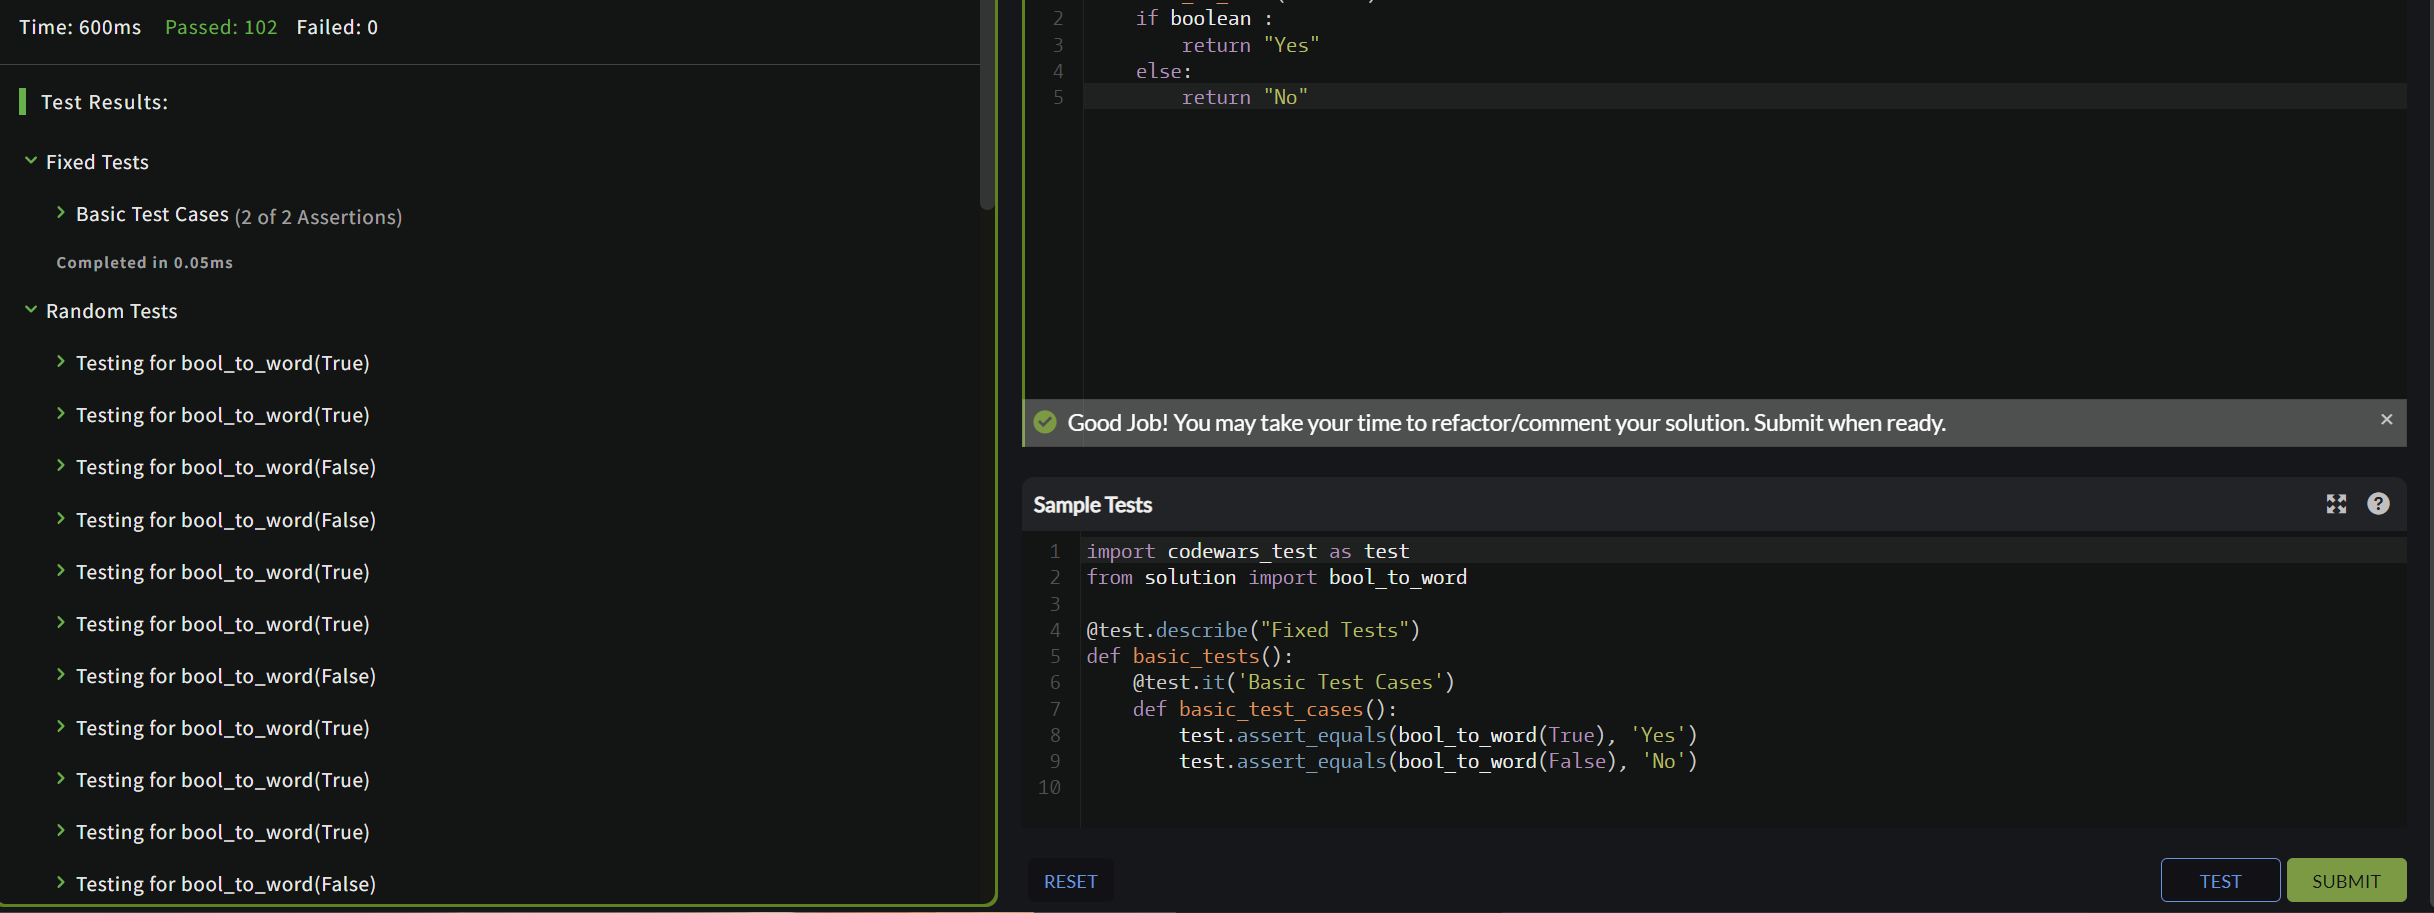 Time: 600ms Passed: 102 Failed: 0
Test Results:
Fixed Tests
Basic Test Cases (2 of 2 Assertions)
Completed in 0.05ms
Random Tests
Testing for bool_to_word(True)
Testing for bool_to_word(True)
Testing for bool_to_word(False)
Testing for bool_to_word(False)
Testing for bool_to_word(True)
Testing for bool_to_word(True)
Testing for bool_to_word(False)
Testing for bool_to_word(True)
Testing for bool_to_word(True)
Testing for bool_to_word(True)
Testing for bool_to_word(False)
2 if boolean :
3 return "Yes"
4 else:
5 return "No"
Good Job! You may take your time to refactor/comment your solution. Submit when ready.
Sample Tests
1 import codewars_test as test
2 from solution import bool_to_word
3
4 @test.describe("Fixed Tests")
5 def basic_tests():
6 @test.it('Basic Test Cases')
7 def basic_test_cases():
8 test.assert_equals(bool_to_word(True), 'Yes')
9 test.assert_equals(bool_to_word(False), 'No')
10
RESET
TEST
SUBMIT